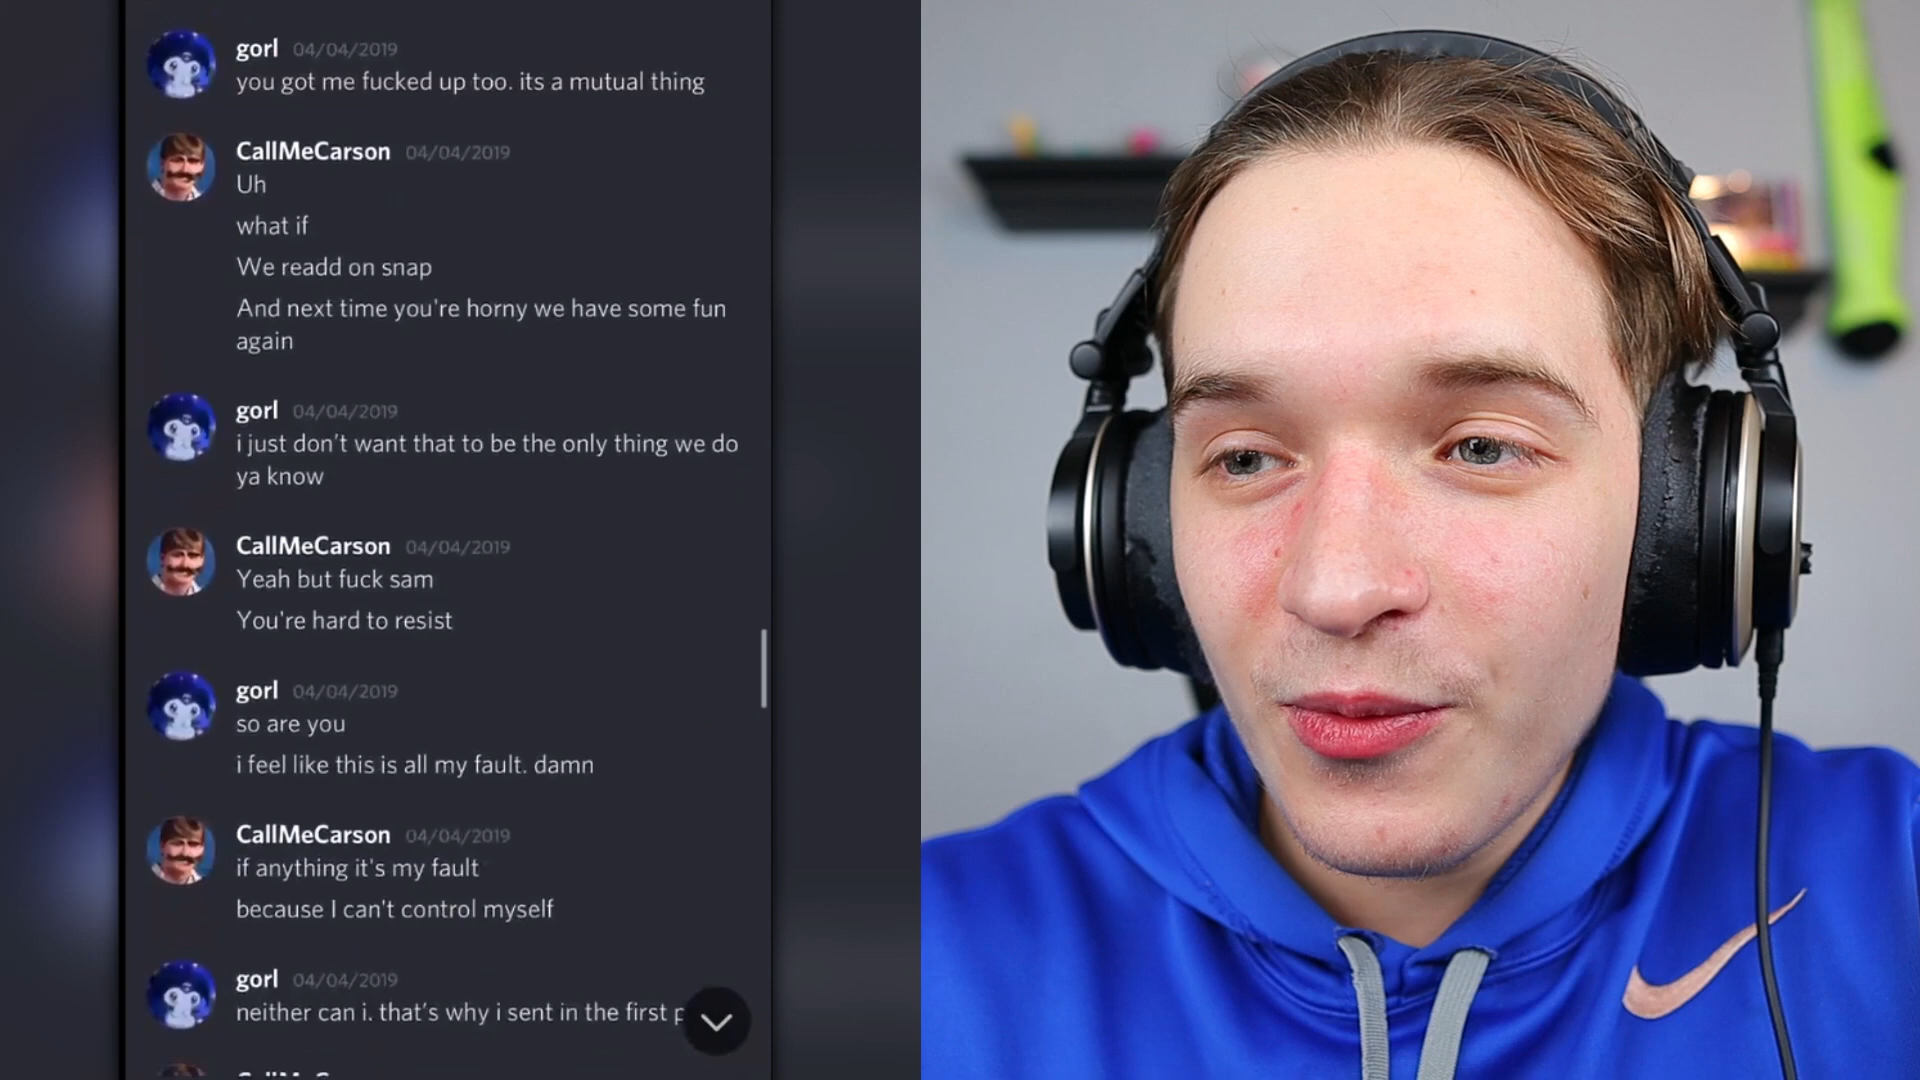 gorl 04/04/2019
you got me fucked up too. its a mutual thing
CallMeCarson 04/04/2019
Uh
what if
We readd on snap
And next time you're horny we have some fun
again
gorl 04/04/2019
i just don't want that to be the only thing we do
ya know
CallMeCarson 04/04/2019
Yeah but fuck sam
You're hard to resist
gorl 04/04/2019
so are you
i feel like this is all my fault. damn
CallMeCarson 04/04/2019
if anything it's my fault
because I can't control myself
gorl 04/04/2019
neither can i. that's why i sent in the first